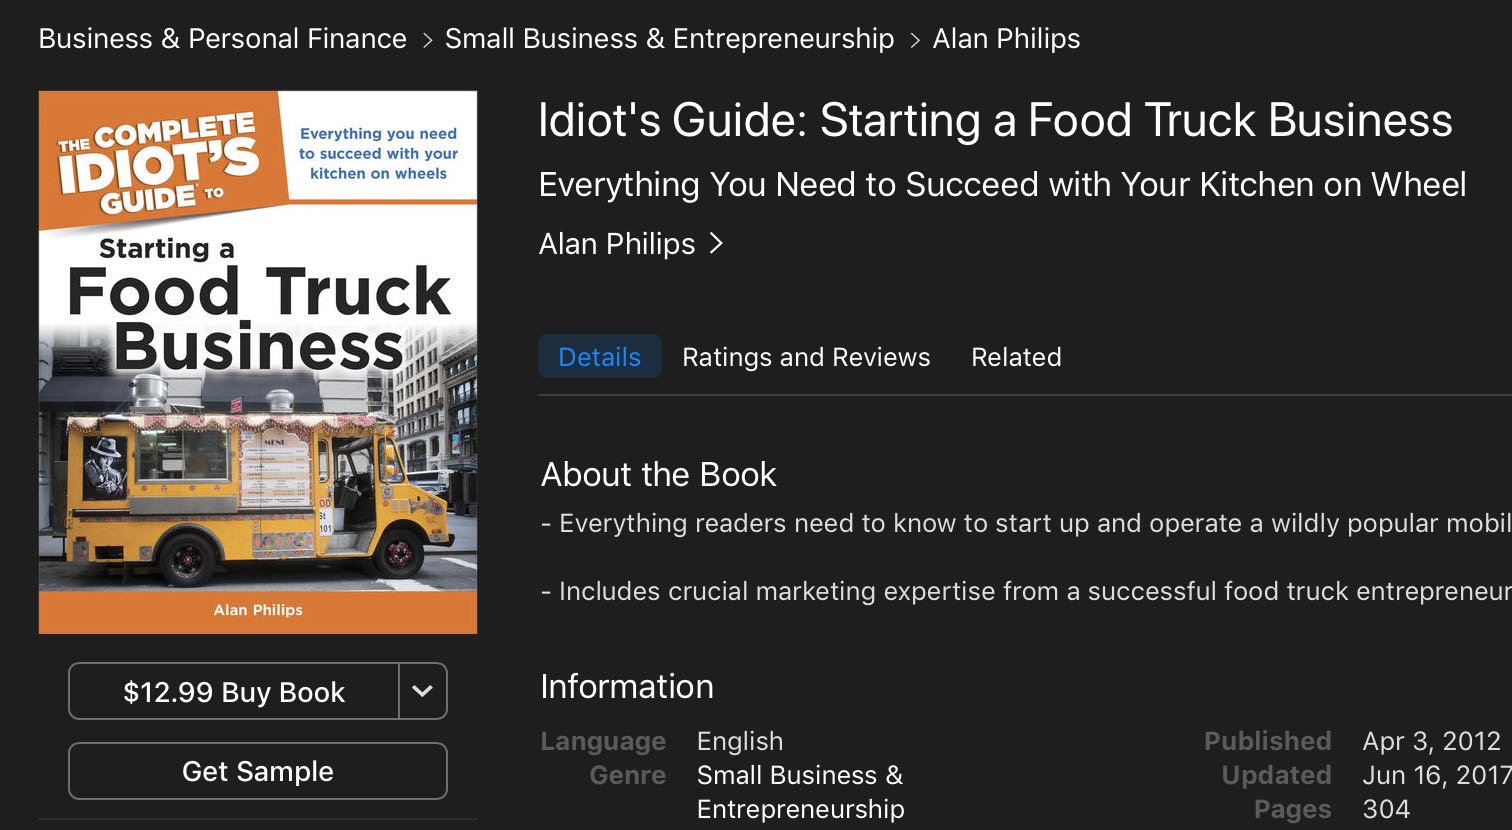 Business & Personal Finance > Small Business & Entrepreneurship > Alan Philips
THE COMPLETE
IDIOT'S
GUIDE® TO
Everything you need
to succeed with your
kitchen on wheels
Starting a
Food Truck
Business
MENU
OD
St
101
Alan Philips
$12.99 Buy Book
Get Sample
Idiot's Guide: Starting a Food Truck Business
Everything You Need to Succeed with Your Kitchen on Wheel
Alan Philips >
Details Ratings and Reviews Related
About the Book
- Everything readers need to know to start up and operate a wildly popular mobil
- Includes crucial marketing expertise from a successful food truck entrepreneur
Information
Language English
Genre Small Business &
Entrepreneurship
Published Apr 3, 2012
Updated Jun 16, 2017
Pages 304